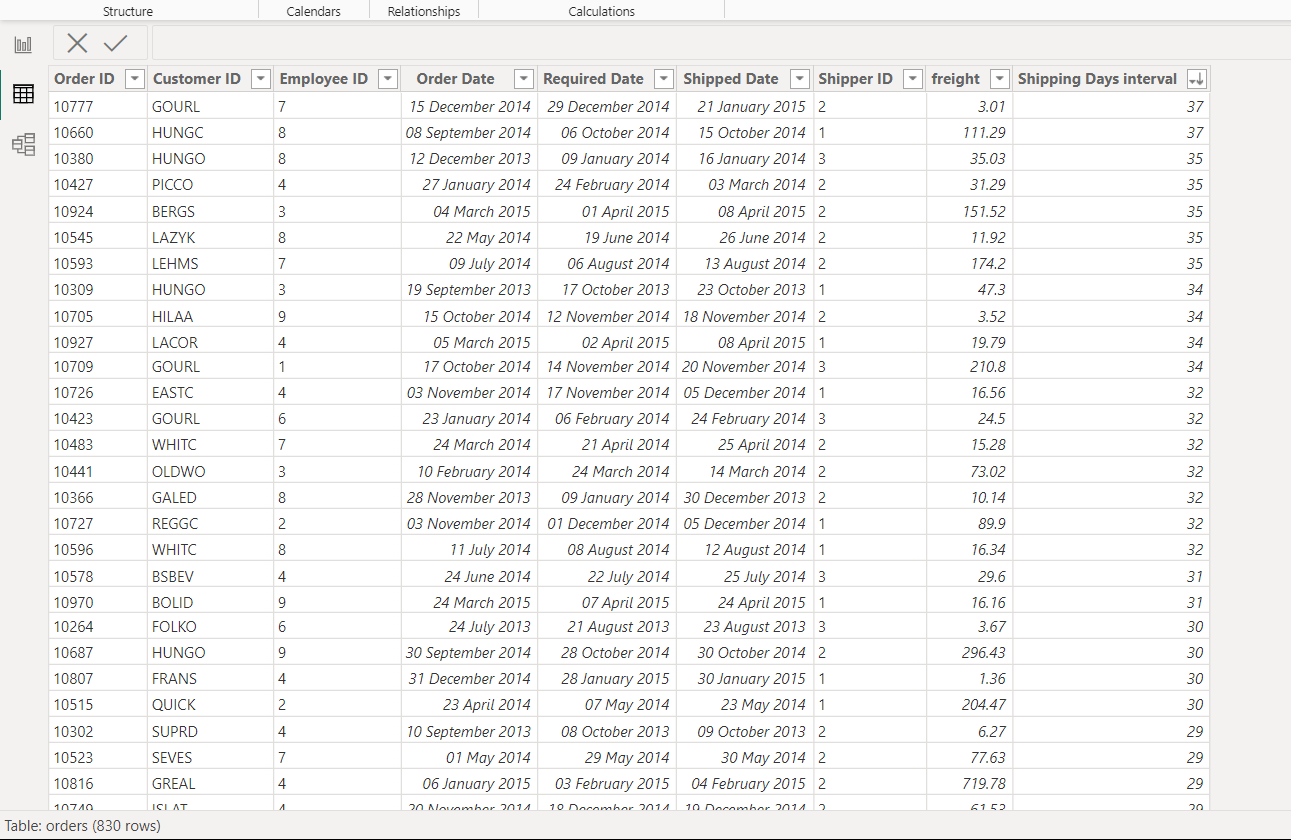 Structure Calendars Relationships Calculations
Order ID Customer ID Employee ID Order Date Required Date Shipped Date Shipper ID freight Shipping Days interval
10777 GOURL 7 15 December 2014 29 December 2014 21 January 2015 2 3.01 37
10660 HUNGC 8 08 September 2014 06 October 2014 15 October 2014 1 111.29 37
10380 HUNGO 8 12 December 2013 09 January 2014 16 January 2014 3 35.03 35
10427 PICCO 4 27 January 2014 24 February 2014 03 March 2014 2 31.29 35
10924 BERGS 3 04 March 2015 01 April 2015 08 April 2015 2 151.52 35
10545 LAZYK 8 22 May 2014 19 June 2014 26 June 2014 2 11.92 35
10593 LEHMS 7 09 July 2014 06 August 2014 13 August 2014 2 174.2 35
10309 HUNGO 3 19 September 2013 17 October 2013 23 October 2013 1 47.3 34
10705 HILAA 9 15 October 2014 12 November 2014 18 November 2014 2 3.52 34
10927 LACOR 4 05 March 2015 02 April 2015 08 April 2015 1 19.79 34
10709 GOURL 1 17 October 2014 14 November 2014 20 November 2014 3 210.8 34
10726 EASTC 4 03 November 2014 17 November 2014 05 December 2014 1 16.56 32
10423 GOURL 6 23 January 2014 06 February 2014 24 February 2014 3 24.5 32
10483 WHITC 7 24 March 2014 21 April 2014 25 April 2014 2 15.28 32
10441 OLDWO 3 10 February 2014 24 March 2014 14 March 2014 2 73.02 32
10366 GALED 8 28 November 2013 09 January 2014 30 December 2013 2 10.14 32
10727 REGGC 2 03 November 2014 01 December 2014 05 December 2014 1 89.9 32
10596 WHITC 8 11 July 2014 08 August 2014 12 August 2014 1 16.34 32
10578 BSBEV 4 24 June 2014 22 July 2014 25 July 2014 3 29.6 31
10970 BOLID 9 24 March 2015 07 April 2015 24 April 2015 1 16.16 31
10264 FOLKO 6 24 July 2013 21 August 2013 23 August 2013 3 3.67 30
10687 HUNGO 9 30 September 2014 28 October 2014 30 October 2014 2 296.43 30
10807 FRANS 4 31 December 2014 28 January 2015 30 January 2015 1 1.36 30
10515 QUICK 2 23 April 2014 07 May 2014 23 May 2014 1 204.47 30
10302 SUPRD 4 10 September 2013 08 October 2013 09 October 2013 2 6.27 29
10523 SEVES 7 01 May 2014 29 May 2014 30 May 2014 2 77.63 29
10816 GREAL 4 06 January 2015 03 February 2015 04 February 2015 2 719.78 29
10749 ISLAT 4 20 November 2014 18 December 2014 19 December 2014 2 61.53 29
Table: orders (830 rows)